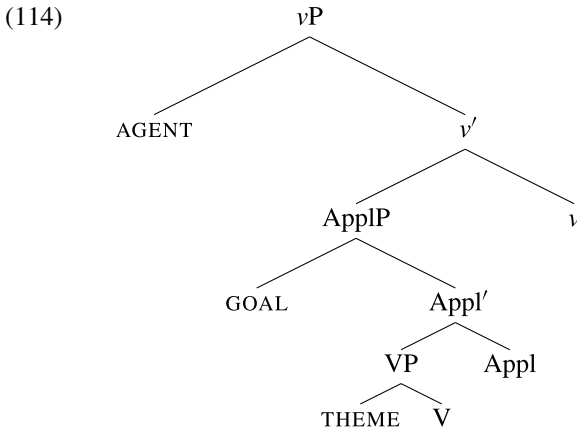 (114)
vP
AGENT
v′
ApplP
v
GOAL
Appl′
VP
Appl
THEME
V